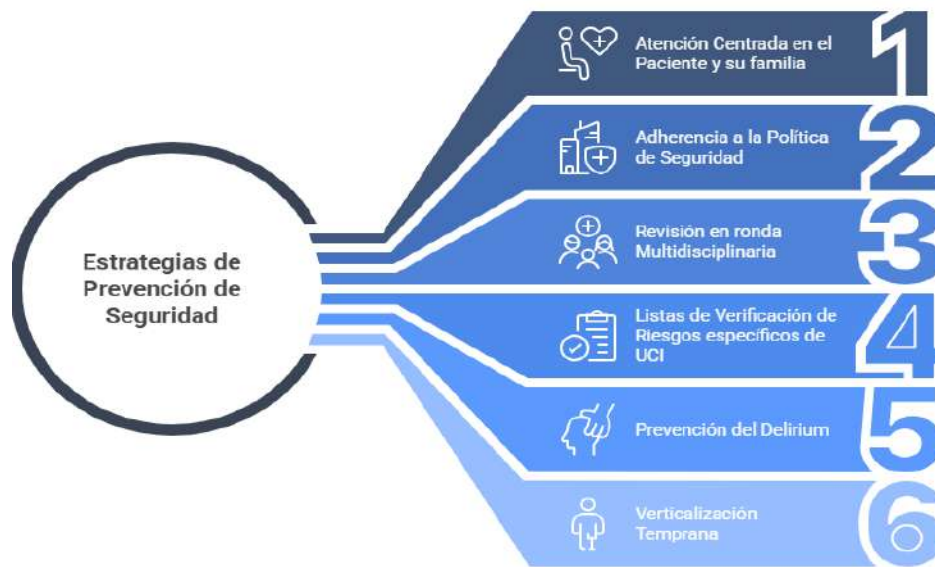 Estrategias de
Prevención de
Seguridad
Atención Centrada en el
Paciente y su familia
1
Adherencia a la Política
de Seguridad
2
Revisión en ronda
Multidisciplinaria
3
Listas de Verificación de
Riesgos específicos de
UCI
4
Prevención del Delirium
5
Verticalización
Temprana
6